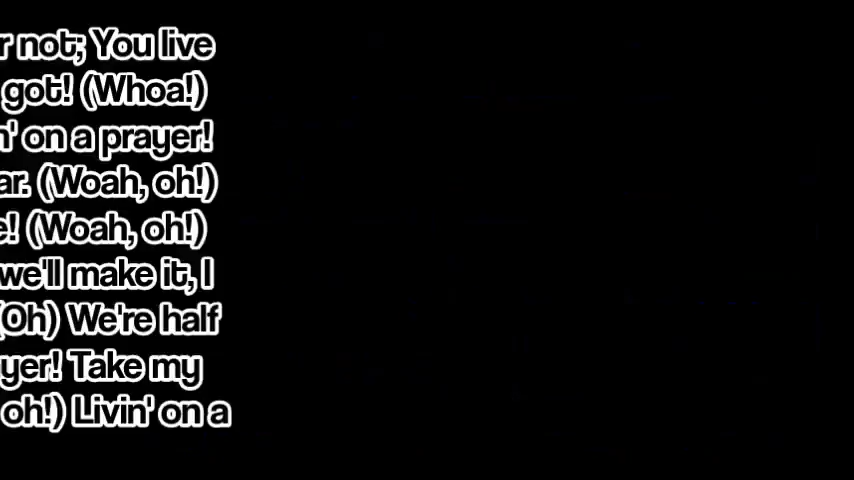 r not; You live
got! (Whoa!)
n' on a prayer!
ar. (Woah, oh!)
e! (Woah, oh!)
we'll make it, I
(Oh) We're half
yer! Take my
oh!) Livin' on a